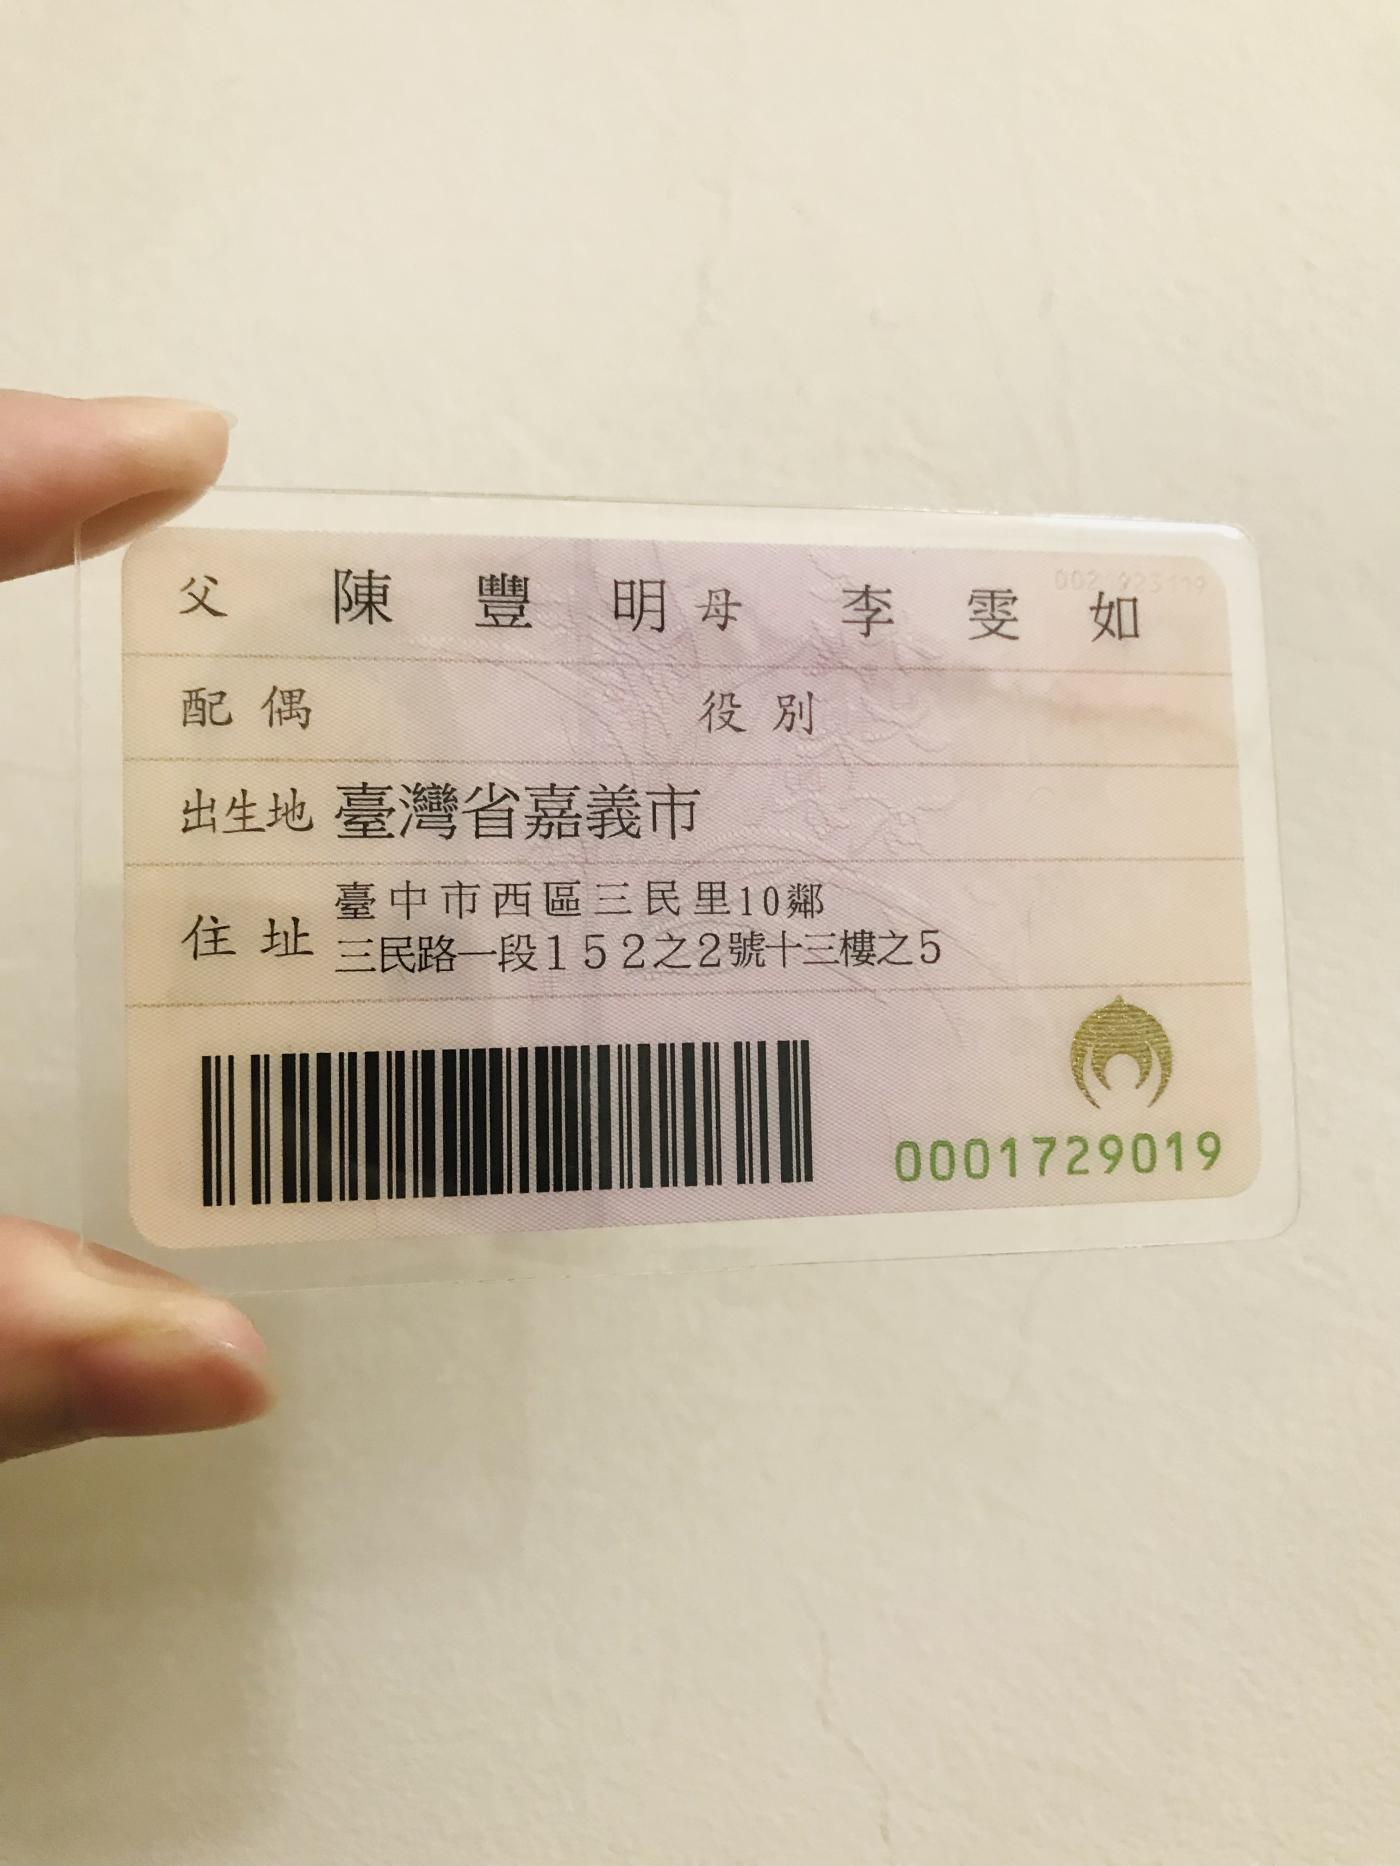 父 陳豐明 母 李雯如
配偶 役別
出生地 臺灣省嘉義市
住址 臺中市西區三民里10鄰
三民路一段152之2號十三樓之5
0001729019